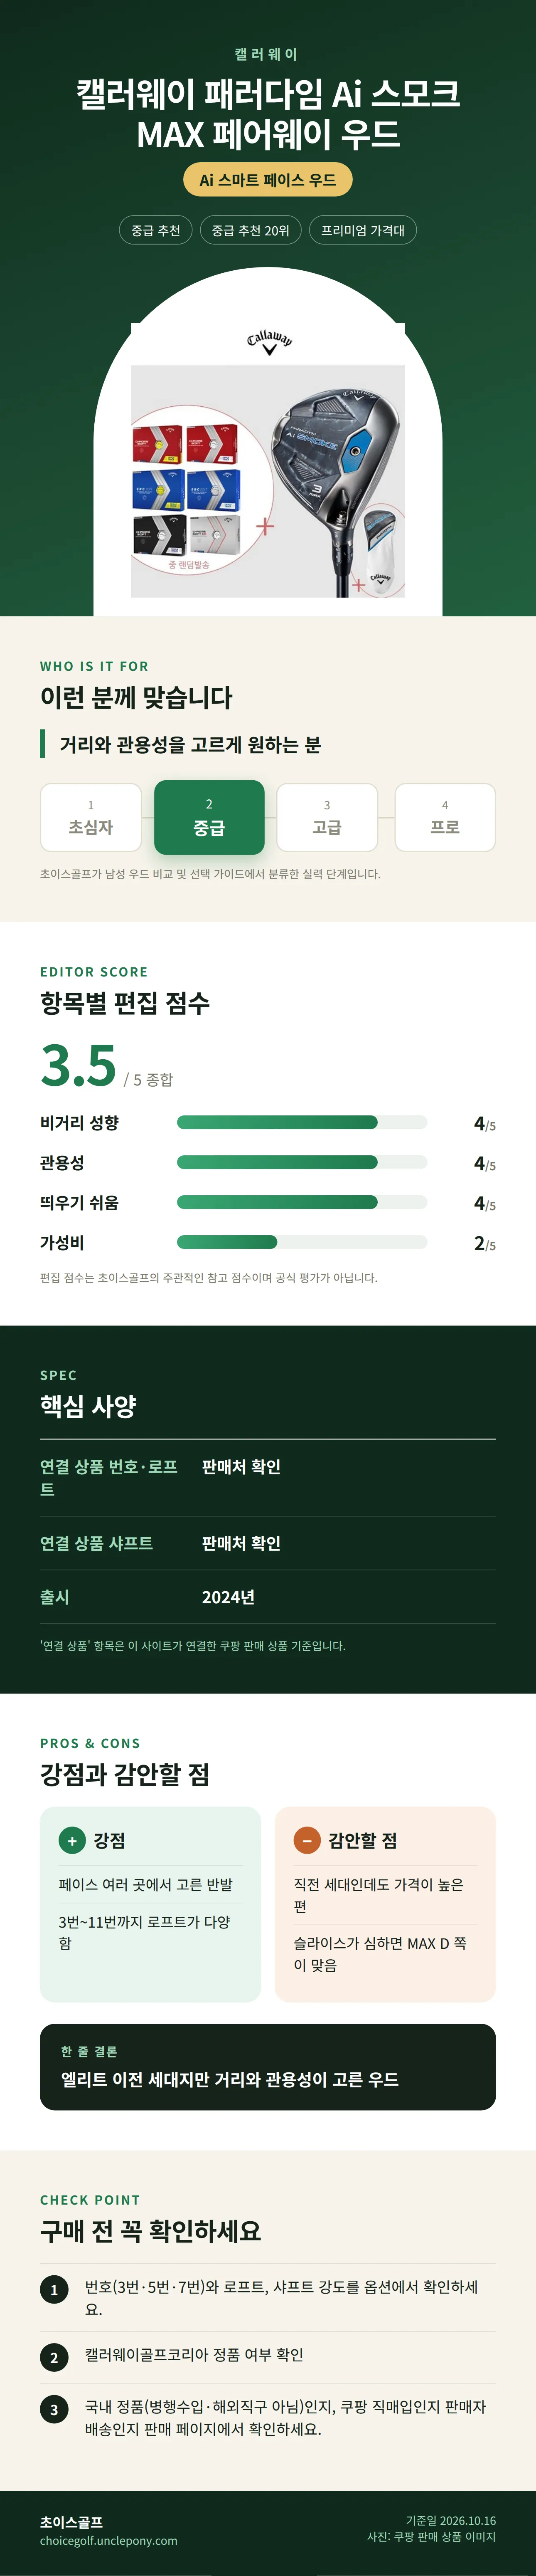 캘러웨이
캘러웨이 패러다임 Ai 스모크
MAX 페어웨이 우드
Ai 스마트 페이스 우드
중급 추천
중급 추천 20위
프리미엄 가격대
Callaway
Callaway
PARADYM
Ai SMOKE
3
중 랜덤발송
Callaway
WHO IS IT FOR
이런 분께 맞습니다
거리와 관용성을 고르게 원하는 분
1
초심자
2
중급
3
고급
4
프로
초이스골프가 남성 우드 비교 및 선택 가이드에서 분류한 실력 단계입니다.
EDITOR SCORE
항목별 편집 점수
3.5 / 5 종합
비거리 성향 4/5
관용성 4/5
띄우기 쉬움 4/5
가성비 2/5
편집 점수는 초이스골프의 주관적인 참고 점수이며 공식 평가가 아닙니다.
SPEC
핵심 사양
연결 상품 번호·로프
트
판매처 확인
연결 상품 샤프트 판매처 확인
출시 2024년
'연결 상품' 항목은 이 사이트가 연결한 쿠팡 판매 상품 기준입니다.
PROS & CONS
강점과 감안할 점
+ 강점
페이스 여러 곳에서 고른 반발
3번~11번까지 로프트가 다양
함
− 감안할 점
직전 세대인데도 가격이 높은
편
슬라이스가 심하면 MAX D 쪽
이 맞음
한 줄 결론
엘리트 이전 세대지만 거리와 관용성이 고른 우드
CHECK POINT
구매 전 꼭 확인하세요
1 번호(3번·5번·7번)와 로프트, 샤프트 강도를 옵션에서 확인하세
요.
2 캘러웨이골프코리아 정품 여부 확인
3 국내 정품(병행수입·해외직구 아님)인지, 쿠팡 직매입인지 판매자
배송인지 판매 페이지에서 확인하세요.
초이스골프
choicegolf.unclepony.com
기준일 2026.10.16
사진: 쿠팡 판매 상품 이미지